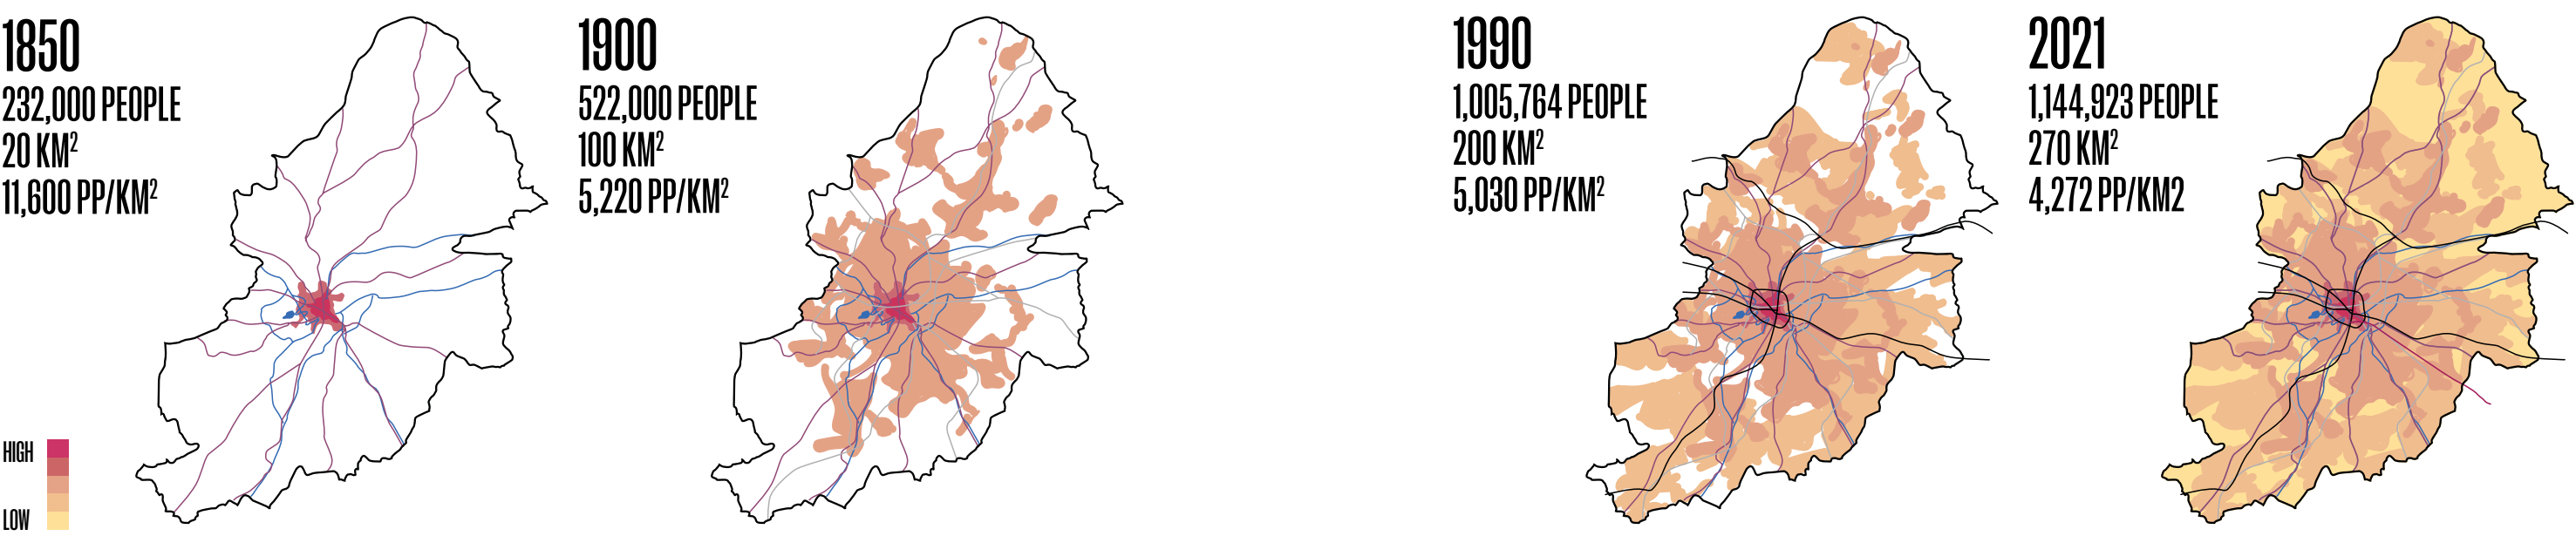 1850
232,000 PEOPLE
20 KM²
11,600 PP/KM²
1900
522,000 PEOPLE
100 KM²
5,220 PP/KM²
1990
1,005,764 PEOPLE
200 KM²
5,030 PP/KM²
2021
1,144,923 PEOPLE
270 KM²
4,272 PP/KM2
HIGH
LOW